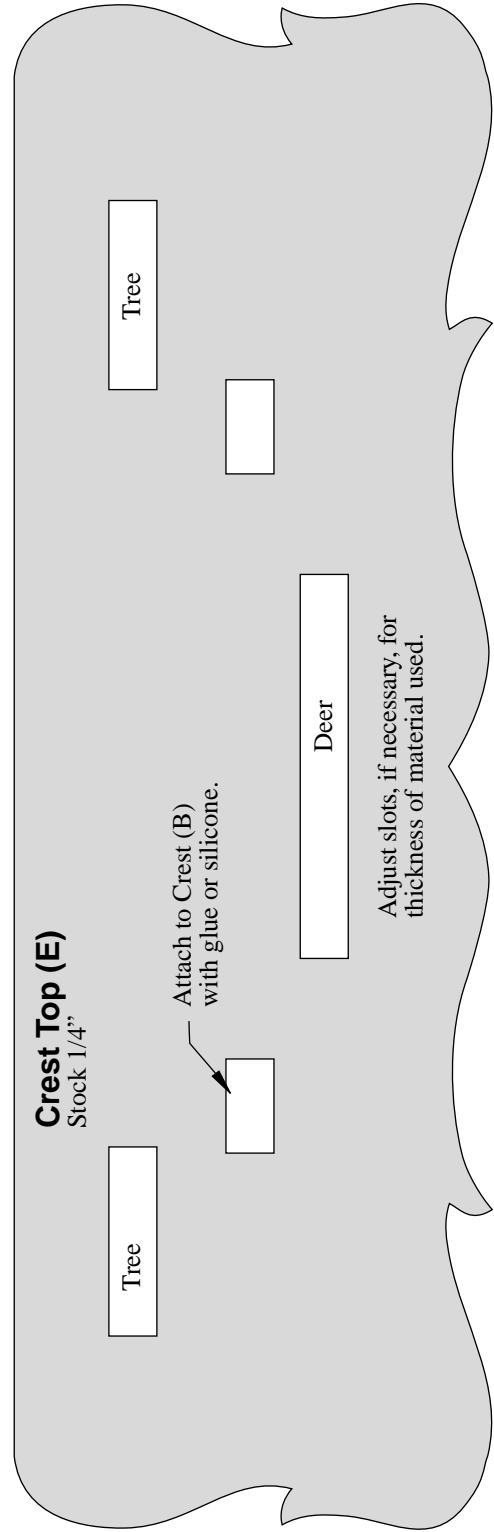 Crest Top (E)
Stock 1/4”
Tree
Attach to Crest (B)
with glue or silicone.
Deer
Adjust slots, if necessary, for
thickness of material used.
Tree